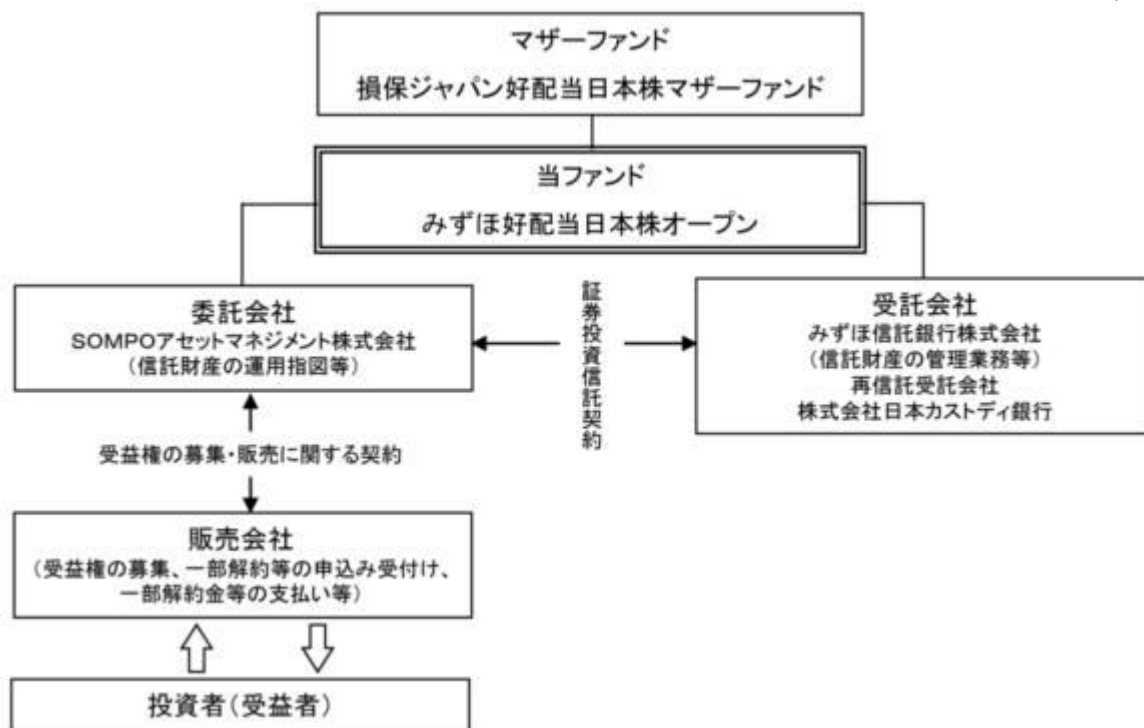 マザーファンド
損保ジャパン好配当日本株マザーファンド
当ファンド
みずほ好配当日本株オープン
委託会社
SOMPOアセットマネジメント株式会社
(信託財産の運用指図等)
証券投資信託契約
受託会社
みずほ信託銀行株式会社
(信託財産の管理業務等)
再信託受託会社
株式会社日本カストディ銀行
受益権の募集・販売に関する契約
販売会社
(受益権の募集、一部解約等の申込み受付け、
一部解約金等の支払い等)
投資者(受益者)